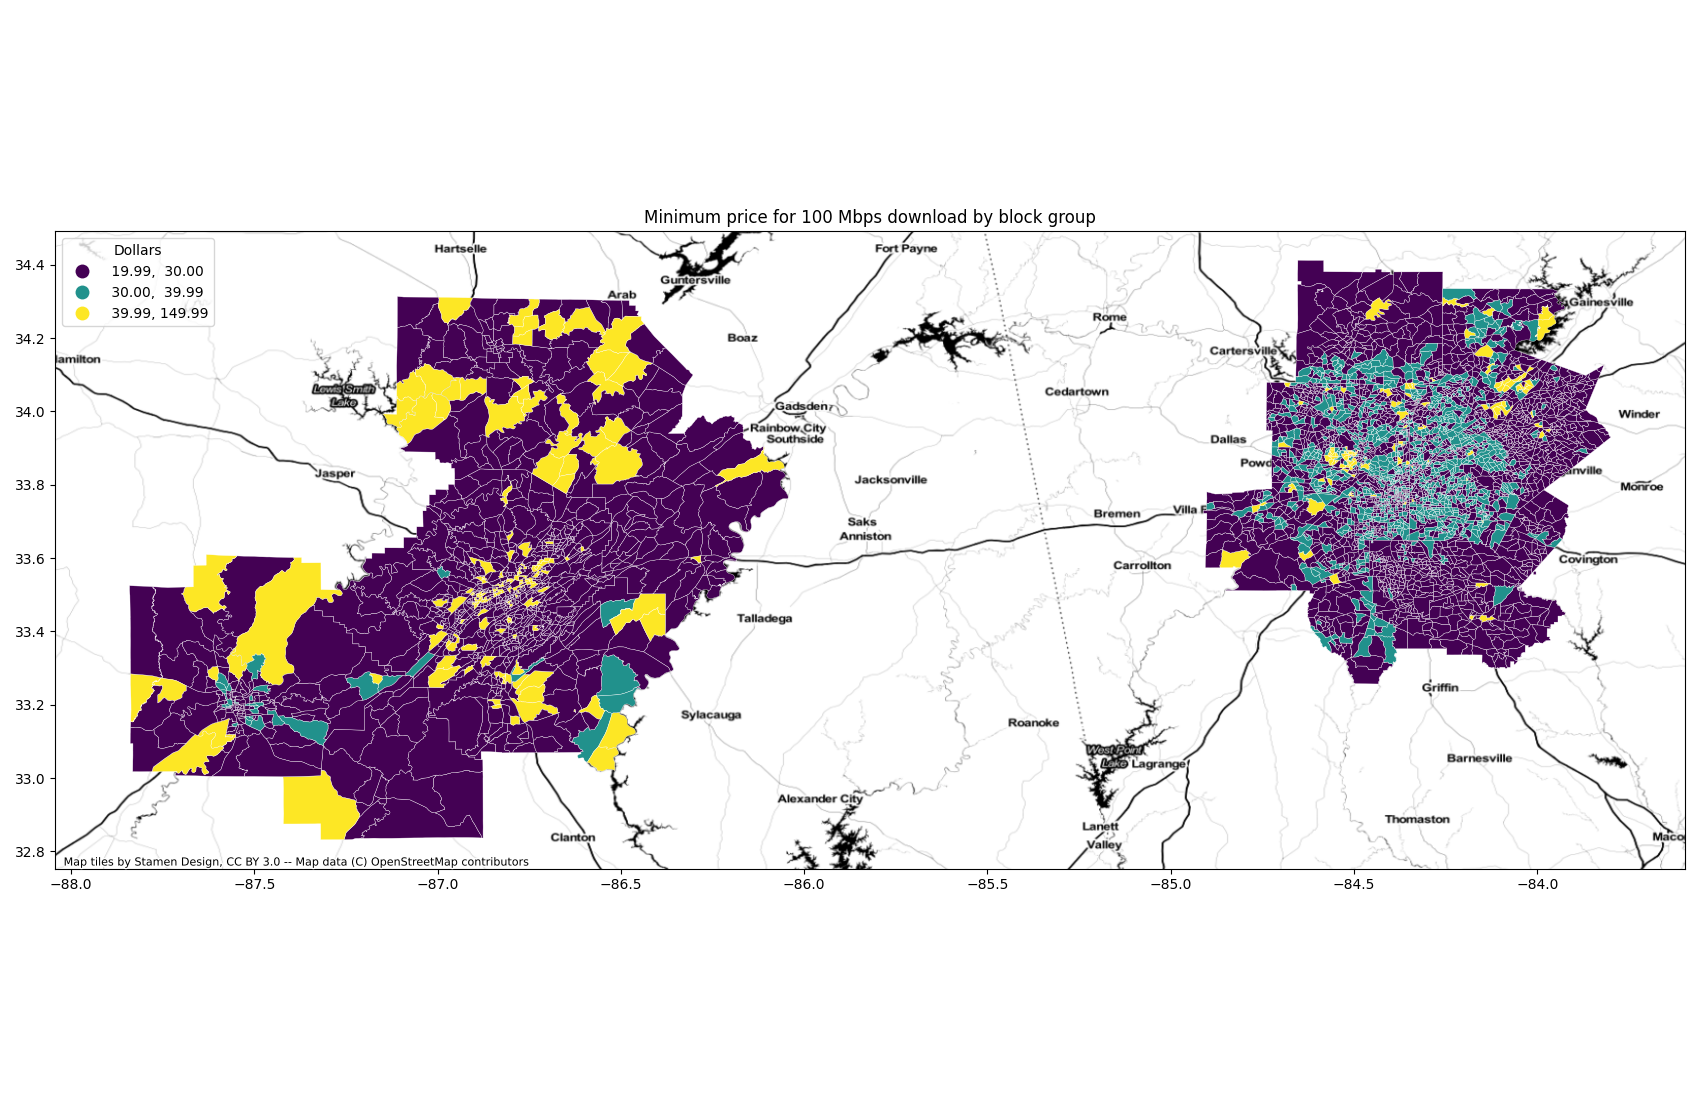 Minimum price for 100 Mbps download by block group
Dollars
19.99, 30.00
30.00, 39.99
39.99, 149.99
34.4
34.2
34.0
33.8
33.6
33.4
33.2
33.0
32.8
Hartselle
Guntersville
Arab
Boaz
Fort Payne
Rome
Cartersville
Gainesville
amilton
Lewis Smith
Lake
Cedartown
Gadsden
Rainbow City
Southside
Winder
Dallas
Jasper
Jacksonville
Powd
anville
Monroe
Saks
Anniston
Bremen
Villa
Carrollton
Covington
Talladega
Griffin
Sylacauga
Roanoke
West Point
Lake
Lagrange
Barnesville
Alexander City
Thomaston
Clanton
Lanett
Valley
Maco
Map tiles by Stamen Design, CC BY 3.0 -- Map data (C) OpenStreetMap contributors
−88.0 −87.5 −87.0 −86.5 −86.0 −85.5 −85.0 −84.5 −84.0